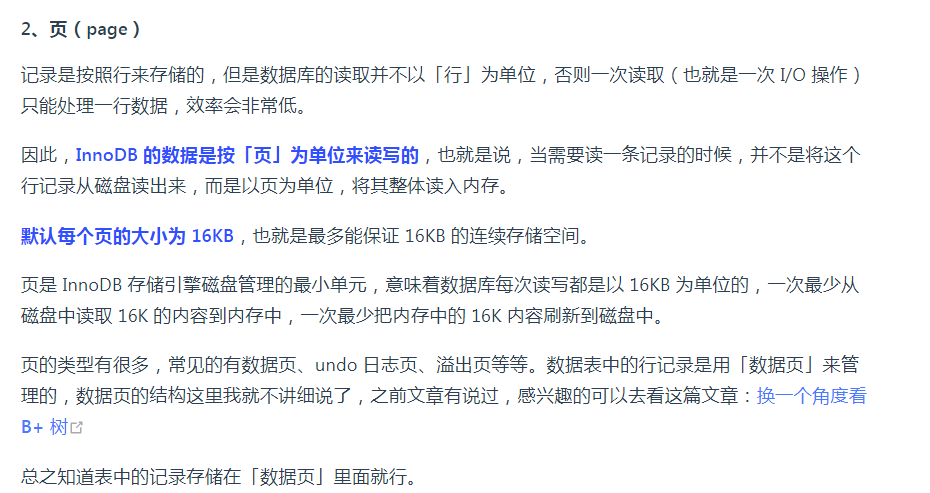 2、页（page）
记录是按照行来存储的，但是数据库的读取并不以「行」为单位，否则一次读取（也就是一次 I/O 操作）
只能处理一行数据，效率会非常低。
因此，InnoDB 的数据是按「页」为单位来读写的，也就是说，当需要读一条记录的时候，并不是将这个
行记录从磁盘读出来，而是以页为单位，将其整体读入内存。
默认每个页的大小为 16KB，也就是最多能保证 16KB 的连续存储空间。
页是 InnoDB 存储引擎磁盘管理的最小单元，意味着数据库每次读写都是以 16KB 为单位的，一次最少从
磁盘中读取 16K 的内容到内存中，一次最少把内存中的 16K 内容刷新到磁盘中。
页的类型有很多，常见的有数据页、undo 日志页、溢出页等等。数据表中的行记录是用「数据页」来管
理的，数据页的结构这里我就不讲细说了，之前文章有说过，感兴趣的可以去看这篇文章：换一个角度看
B+ 树
总之知道表中的记录存储在「数据页」里面就行。